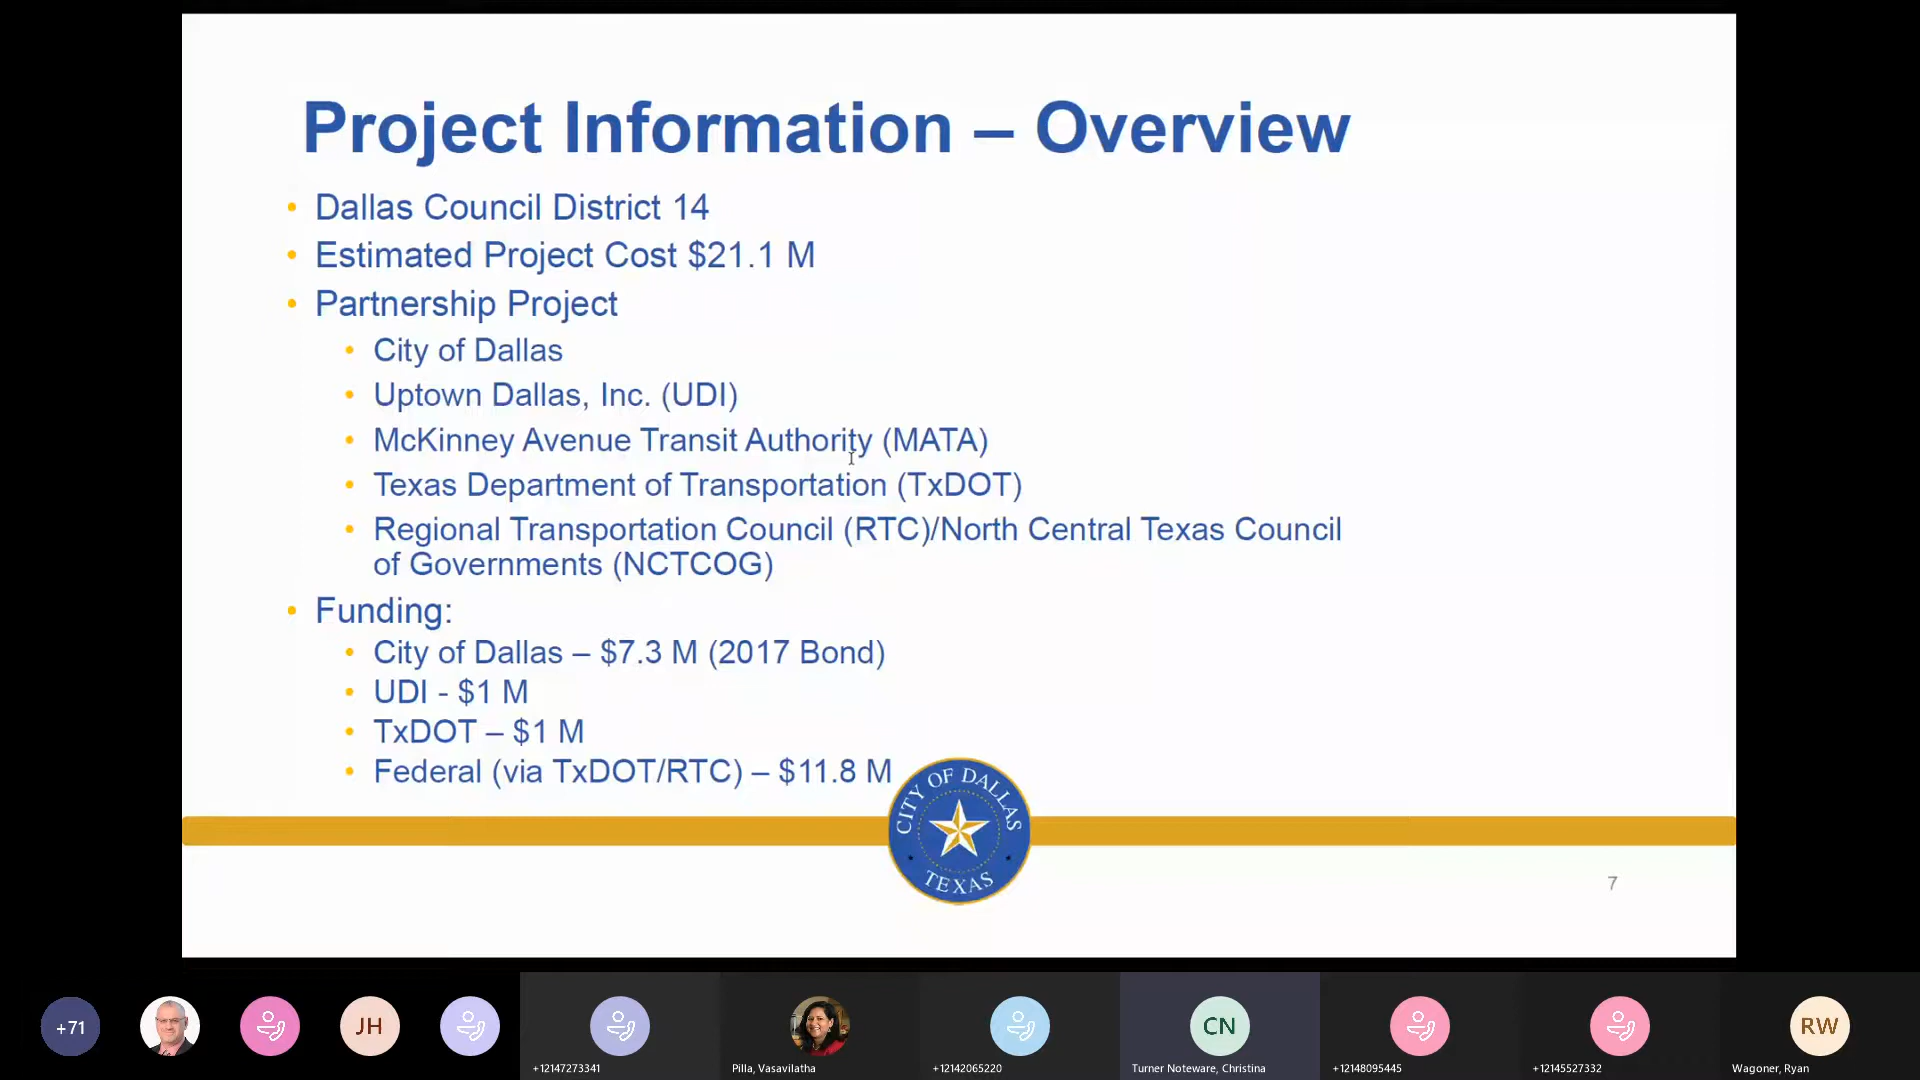 Project Information – Overview
• Dallas Council District 14
• Estimated Project Cost $21.1 M
• Partnership Project
• City of Dallas
• Uptown Dallas, Inc. (UDI)
• McKinney Avenue Transit Authority (MATA)
• Texas Department of Transportation (TxDOT)
• Regional Transportation Council (RTC)/North Central Texas Council
of Governments (NCTCOG)
• Funding:
• City of Dallas – $7.3 M (2017 Bond)
• UDI - $1 M
• TxDOT – $1 M
• Federal (via TxDOT/RTC) – $11.8 M
CITY OF DALLAS
TEXAS
7
+71
JH
CN
RW
+12147273341
Pilla, Vasavilatha
+12142065220
Turner Noteware, Christina
+12148095445
+12145527332
Wagoner, Ryan